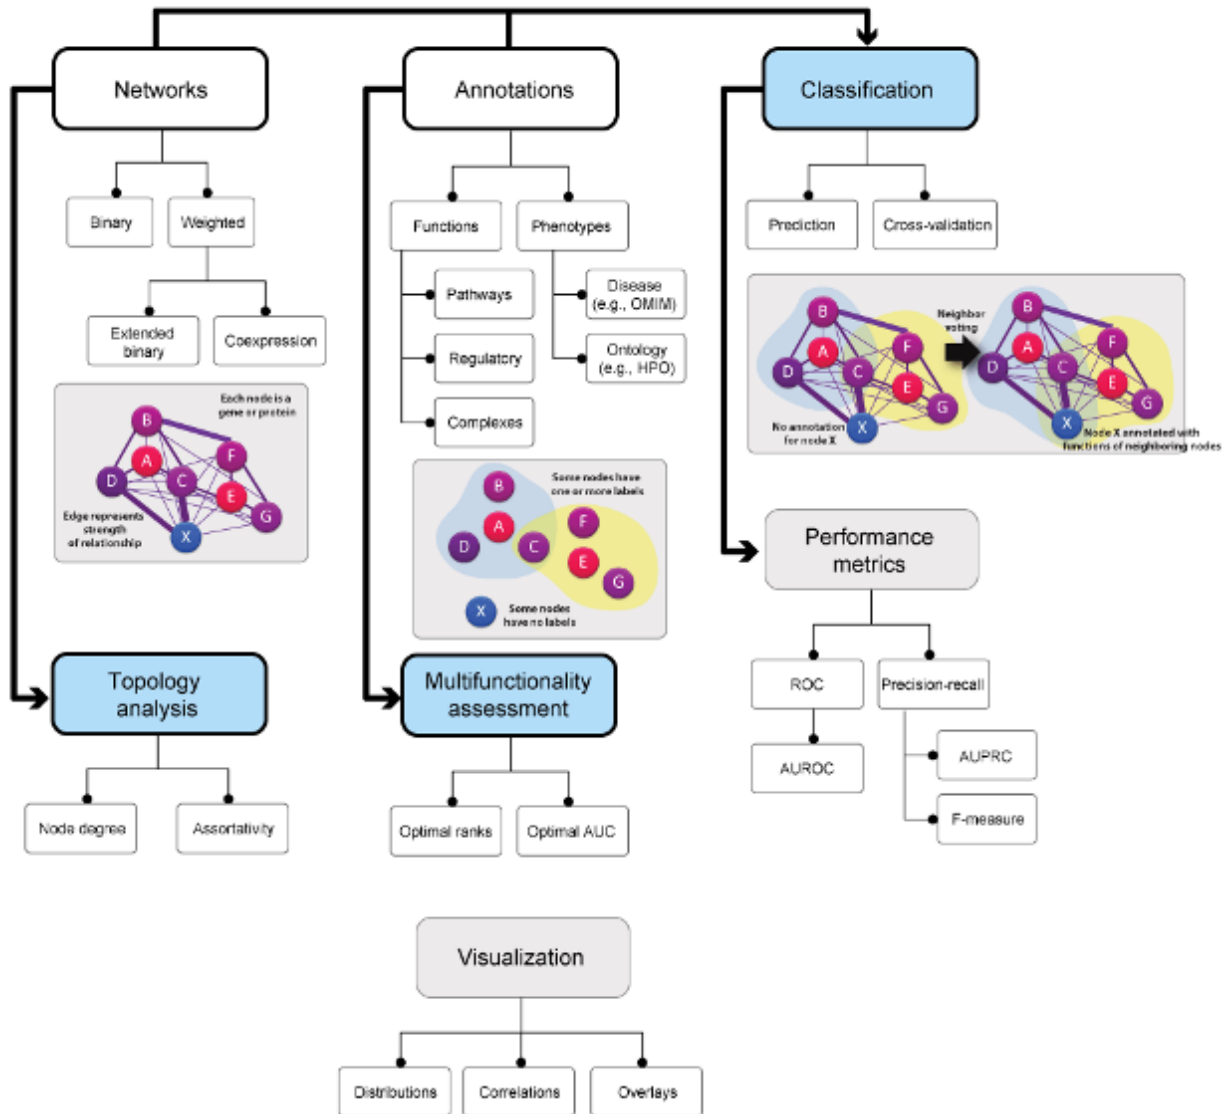 Networks
Annotations
Classification
Binary
Weighted
Functions
Phenotypes
Prediction
Cross-validation
Extended
binary
Coexpression
Pathways
Regulatory
Complexes
Disease
(e.g., OMIM)
Ontology
(e.g., HPO)
Each node is a
gene or protein
B
A
F
D
C
E
G
X
Edge represents
strength
of relationship
Some nodes have
one or more labels
B
A
F
D
C
E
G
X
Some nodes
have no labels
B
A
F
D
C
E
G
X
No annotation
for node X
Neighbor
voting
B
A
F
D
C
E
G
X
Node X annotated with
functions of neighboring nodes
Topology
analysis
Node degree
Assortativity
Multifunctionality
assessment
Optimal ranks
Optimal AUC
Performance
metrics
ROC
Precision-recall
AUROC
AUPRC
F-measure
Visualization
Distributions
Correlations
Overlays